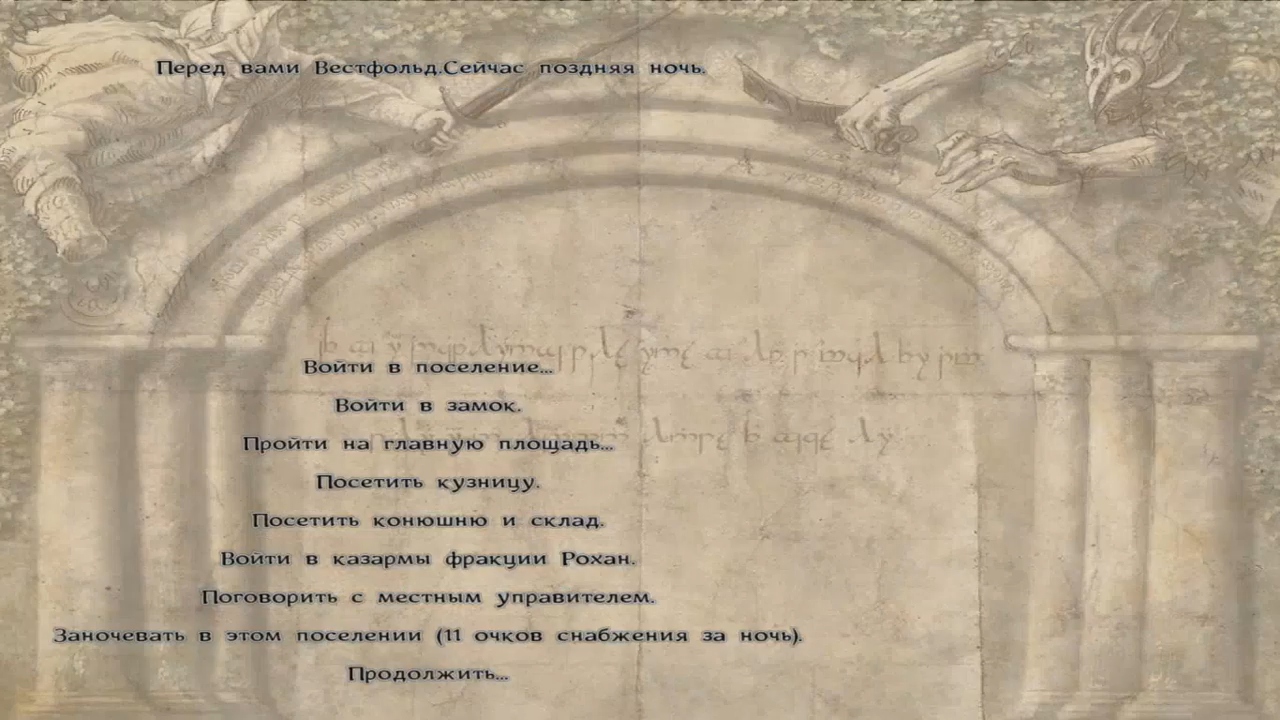 Перед вами Вестфольд.Сейчас поздняя ночь.
Войти в поселение...
Войти в замок.
Пройти на главную площадь...
Посетить кузницу.
Посетить конюшню и склад.
Войти в казармы фракции Рохан.
Поговорить с местным управителем.
Заночевать в этом поселении (11 очков снабжения за ночь).
Продолжить...